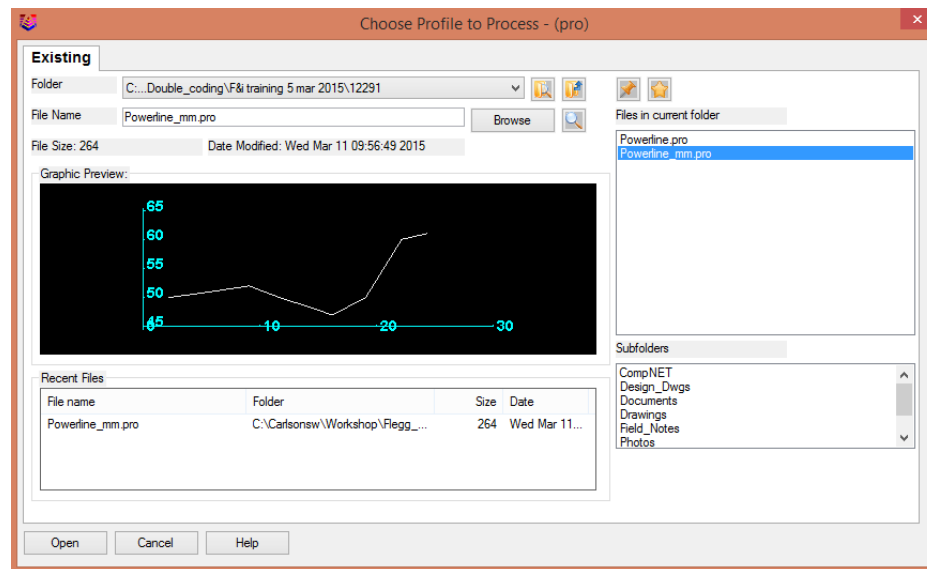 Choose Profile to Process - (pro)
Existing
Folder
C:...Double_coding\F&i training 5 mar 2015\12291
File Name
Powerline_mm.pro
Browse
File Size: 264
Date Modified: Wed Mar 11 09:56:49 2015
Graphic Preview:
65
60
55
50
45
0
10
20
30
Recent Files
File name Folder Size Date
Powerline_mm.pro C:\Carlsonsw\Workshop\Flegg_... 264 Wed Mar 11...
Files in current folder
Powerline.pro
Powerline_mm.pro
Subfolders
CompNET
Design_Dwgs
Documents
Drawings
Field_Notes
Photos
Open Cancel Help